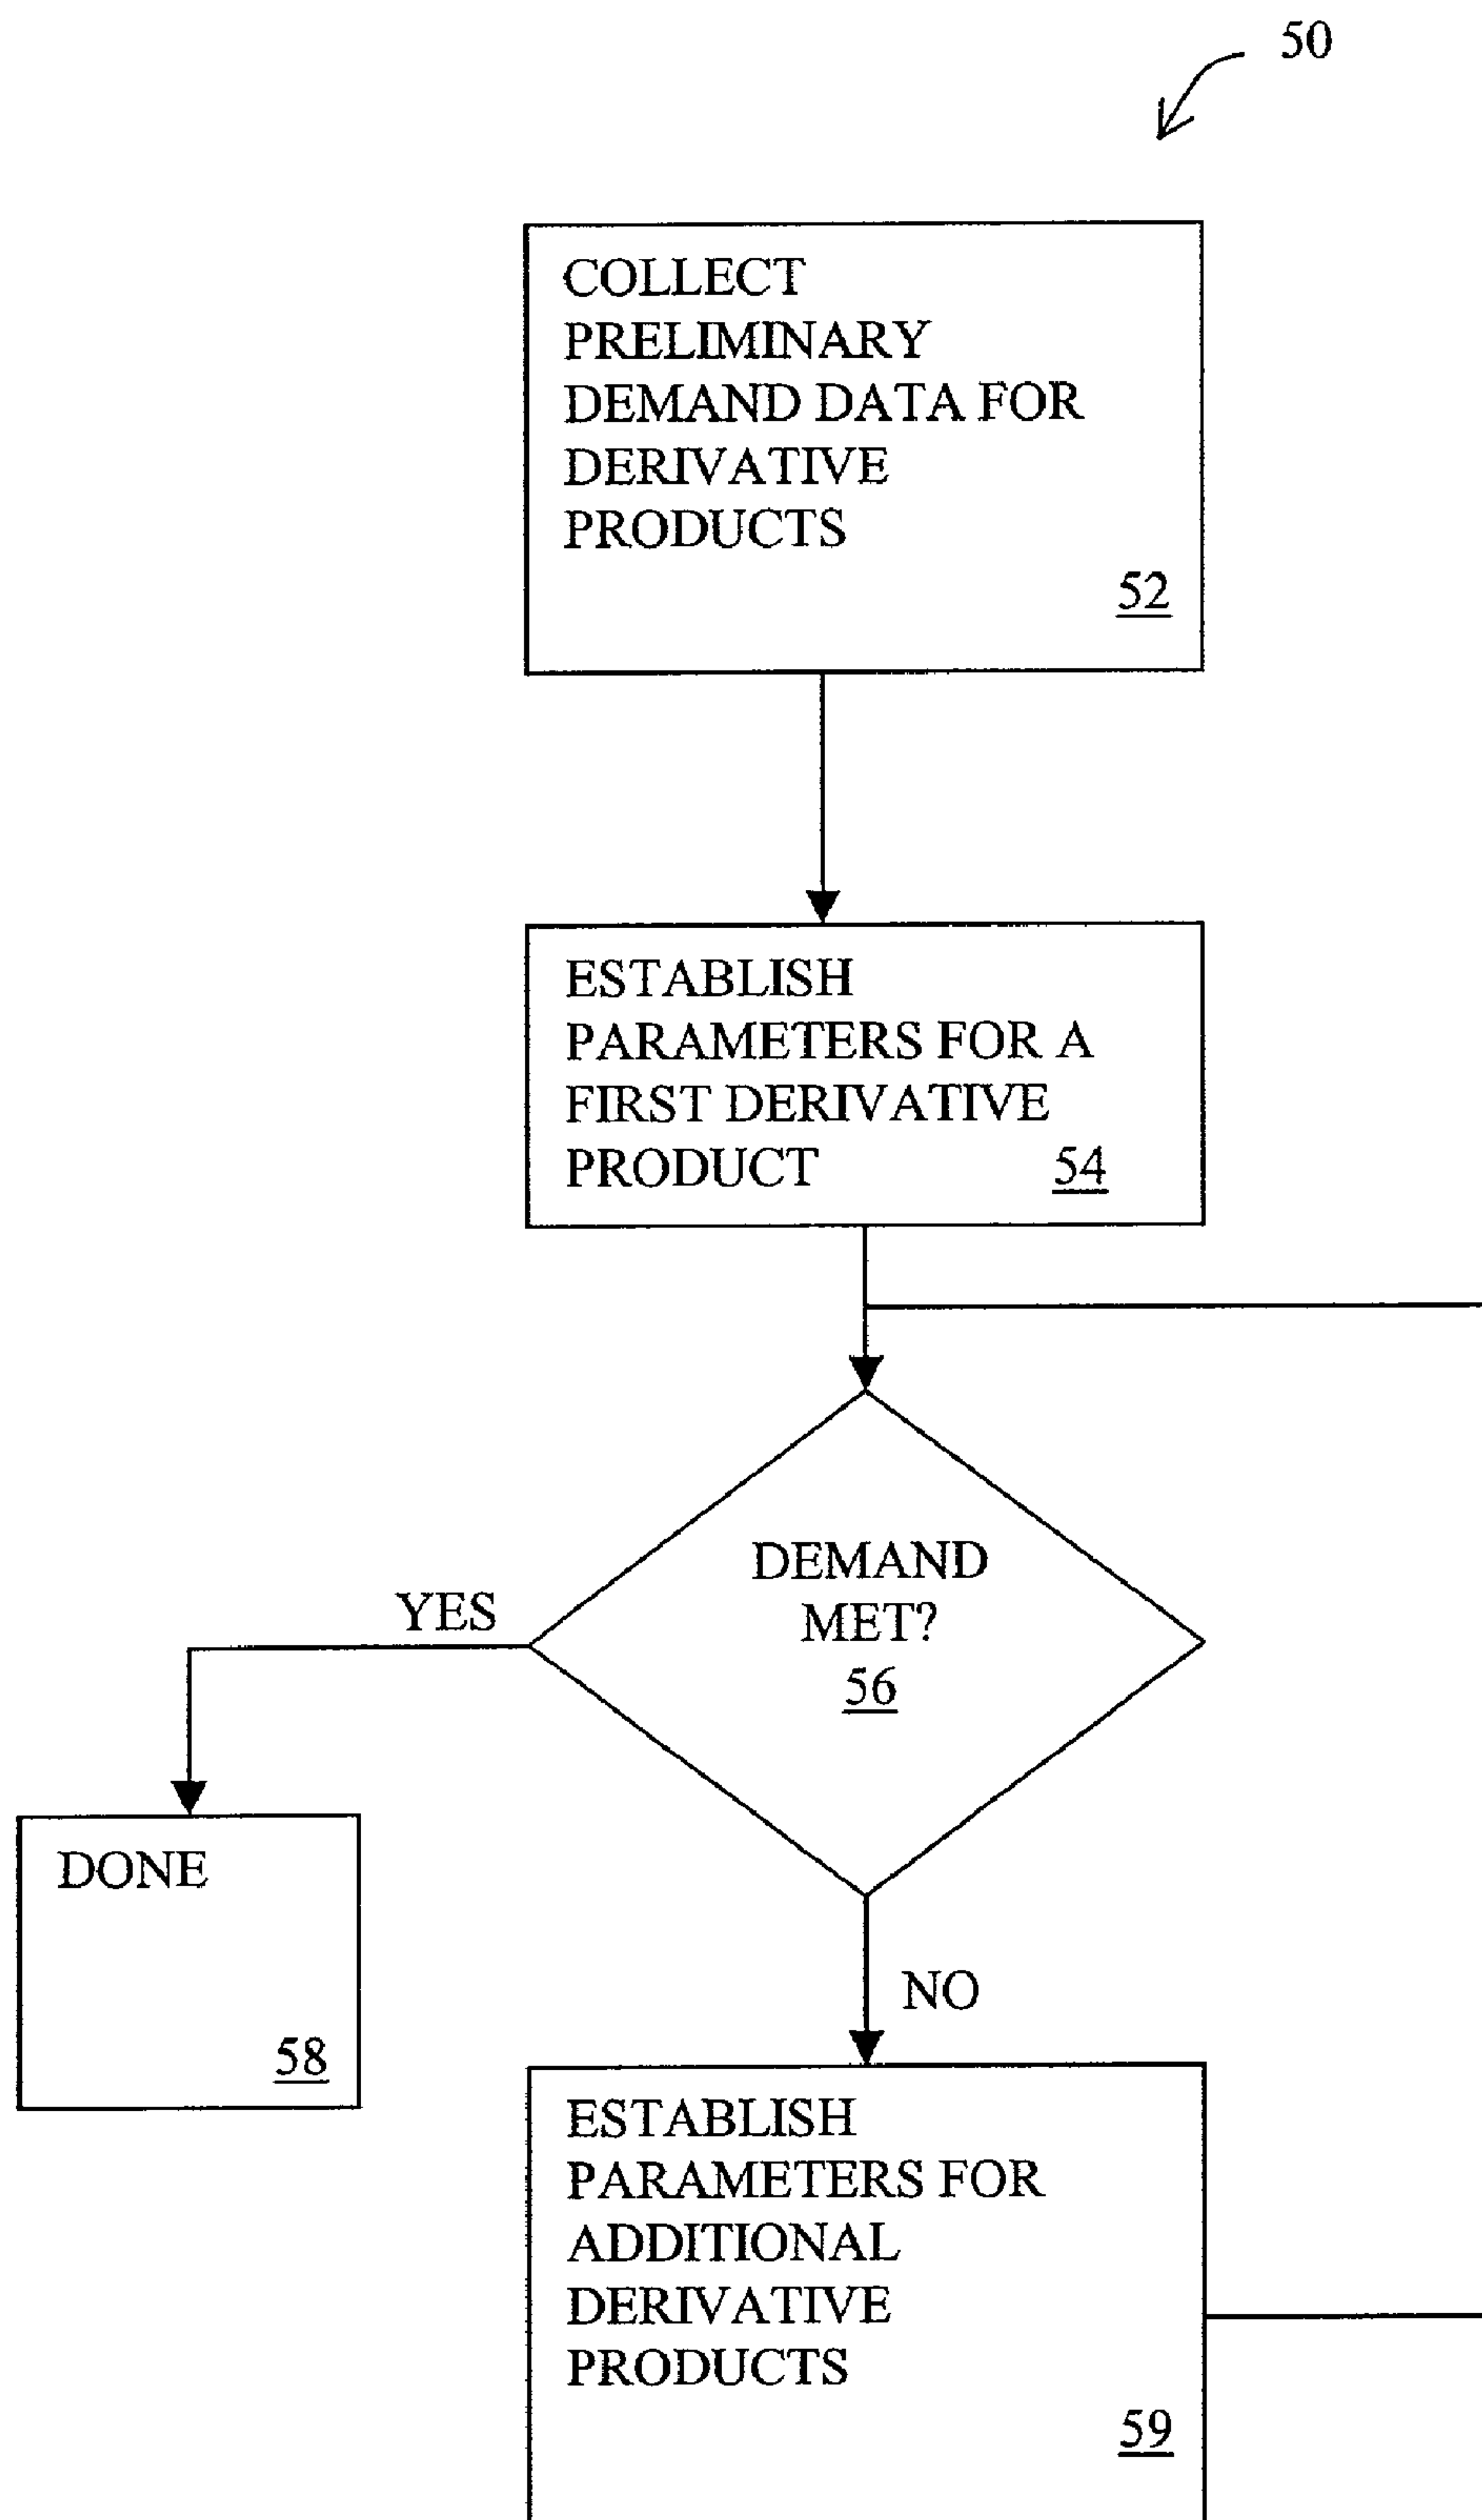 50
COLLECT
PRELIMINARY
DEMAND DATA FOR
DERIVATIVE
PRODUCTS
52
ESTABLISH
PARAMETERS FOR A
FIRST DERIVATIVE
PRODUCT 54
DEMAND
MET?
56
YES
DONE
58
NO
ESTABLISH
PARAMETERS FOR
ADDITIONAL
DERIVATIVE
PRODUCTS
59